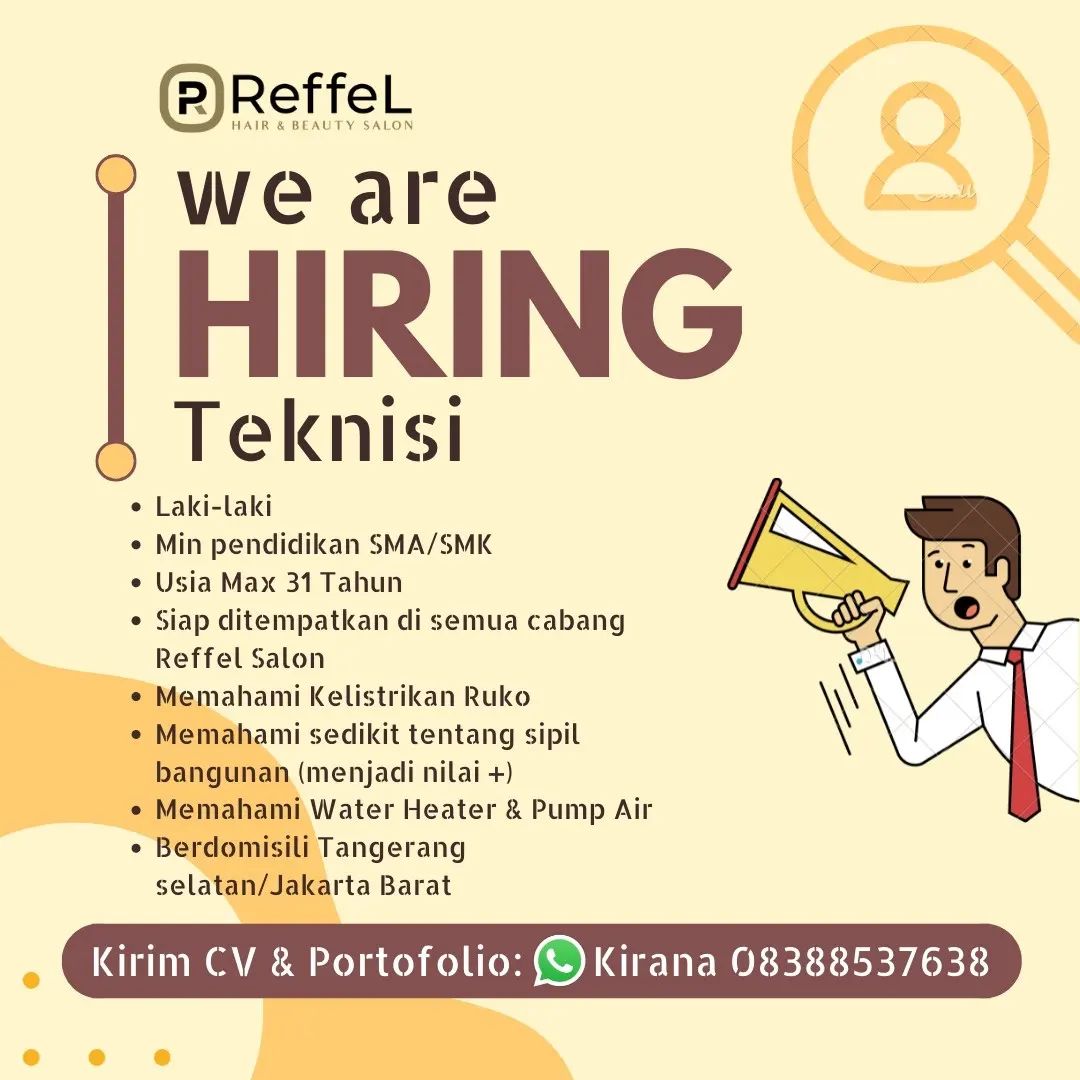 ReffeL
HAIR & BEAUTY SALON
we are
HIRING
Teknisi
• Laki-laki
• Min pendidikan SMA/SMK
• Usia Max 31 Tahun
• Siap ditempatkan di semua cabang
Reffel Salon
• Memahami Kelistrikan Ruko
• Memahami sedikit tentang sipil
bangunan (menjadi nilai +)
• Memahami Water Heater & Pump Air
• Berdomisili Tangerang
selatan/Jakarta Barat
Kirim CV & Portofolio: Kirana 08388537638